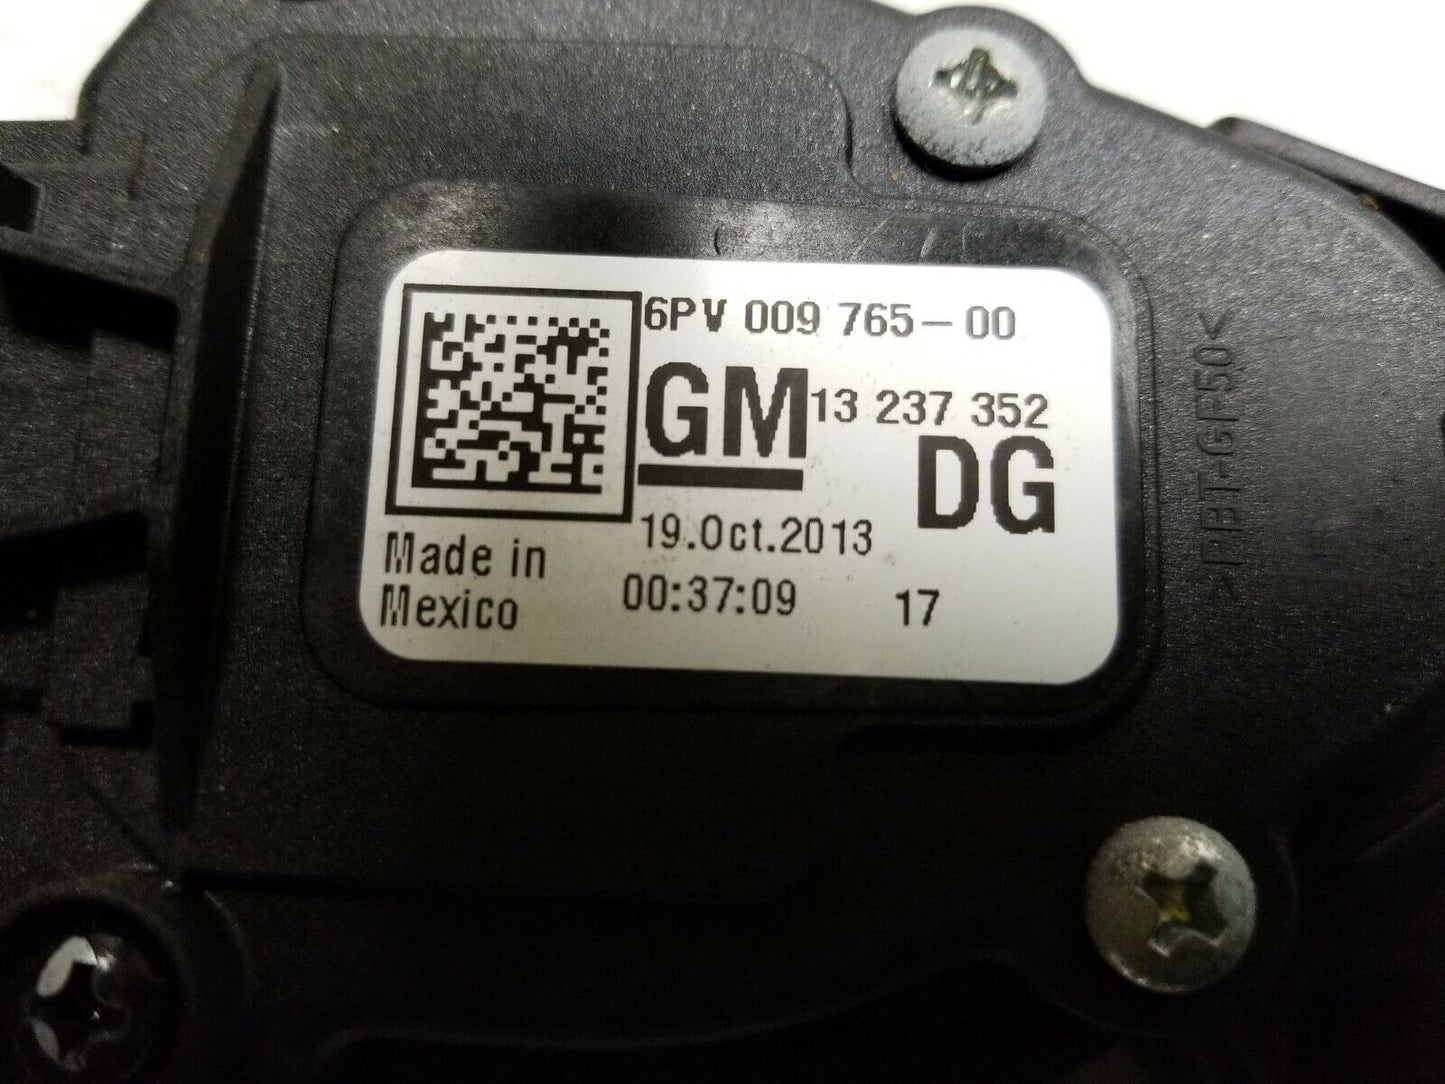 6PV 009 765-00
GM 13 237 352
DG
19.Oct.2013
Made in
Mexico
00:37:09 17
>PBT-GF50<